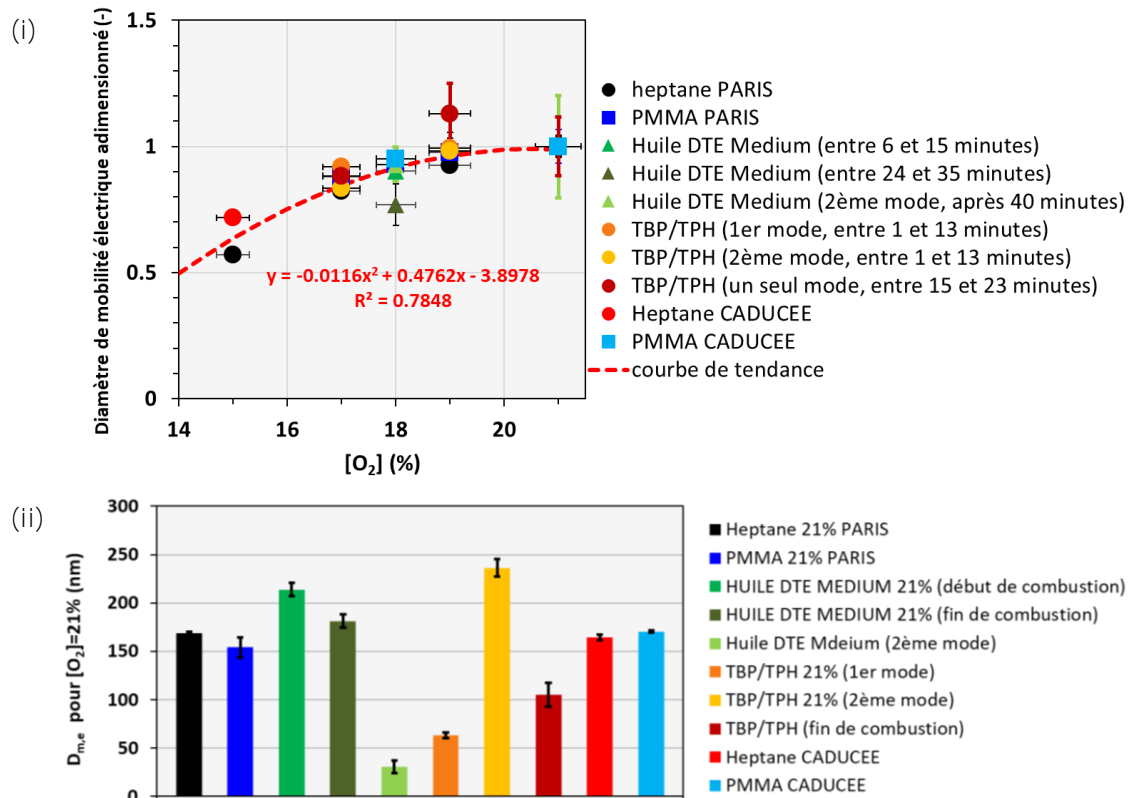 (i)
Diamètre de mobilité électrique adimensionné (-)
1.5
1
0.5
0
14
16
18
20
[O₂] (%)
y = -0.0116x² + 0.4762x - 3.8978
R² = 0.7848
heptane PARIS
PMMA PARIS
Huile DTE Medium (entre 6 et 15 minutes)
Huile DTE Medium (entre 24 et 35 minutes)
Huile DTE Medium (2ème mode, après 40 minutes)
TBP/TPH (1er mode, entre 1 et 13 minutes)
TBP/TPH (2ème mode, entre 1 et 13 minutes)
TBP/TPH (un seul mode, entre 15 et 23 minutes)
Heptane CADUCEE
PMMA CADUCEE
courbe de tendance
(ii)
Dm,e pour [O₂]=21% (nm)
300
250
200
150
100
50
0
Heptane 21% PARIS
PMMA 21% PARIS
HUILE DTE MEDIUM 21% (début de combustion)
HUILE DTE MEDIUM 21% (fin de combustion)
Huile DTE Mdeium (2ème mode)
TBP/TPH 21% (1er mode)
TBP/TPH 21% (2ème mode)
TBP/TPH (fin de combustion)
Heptane CADUCEE
PMMA CADUCEE